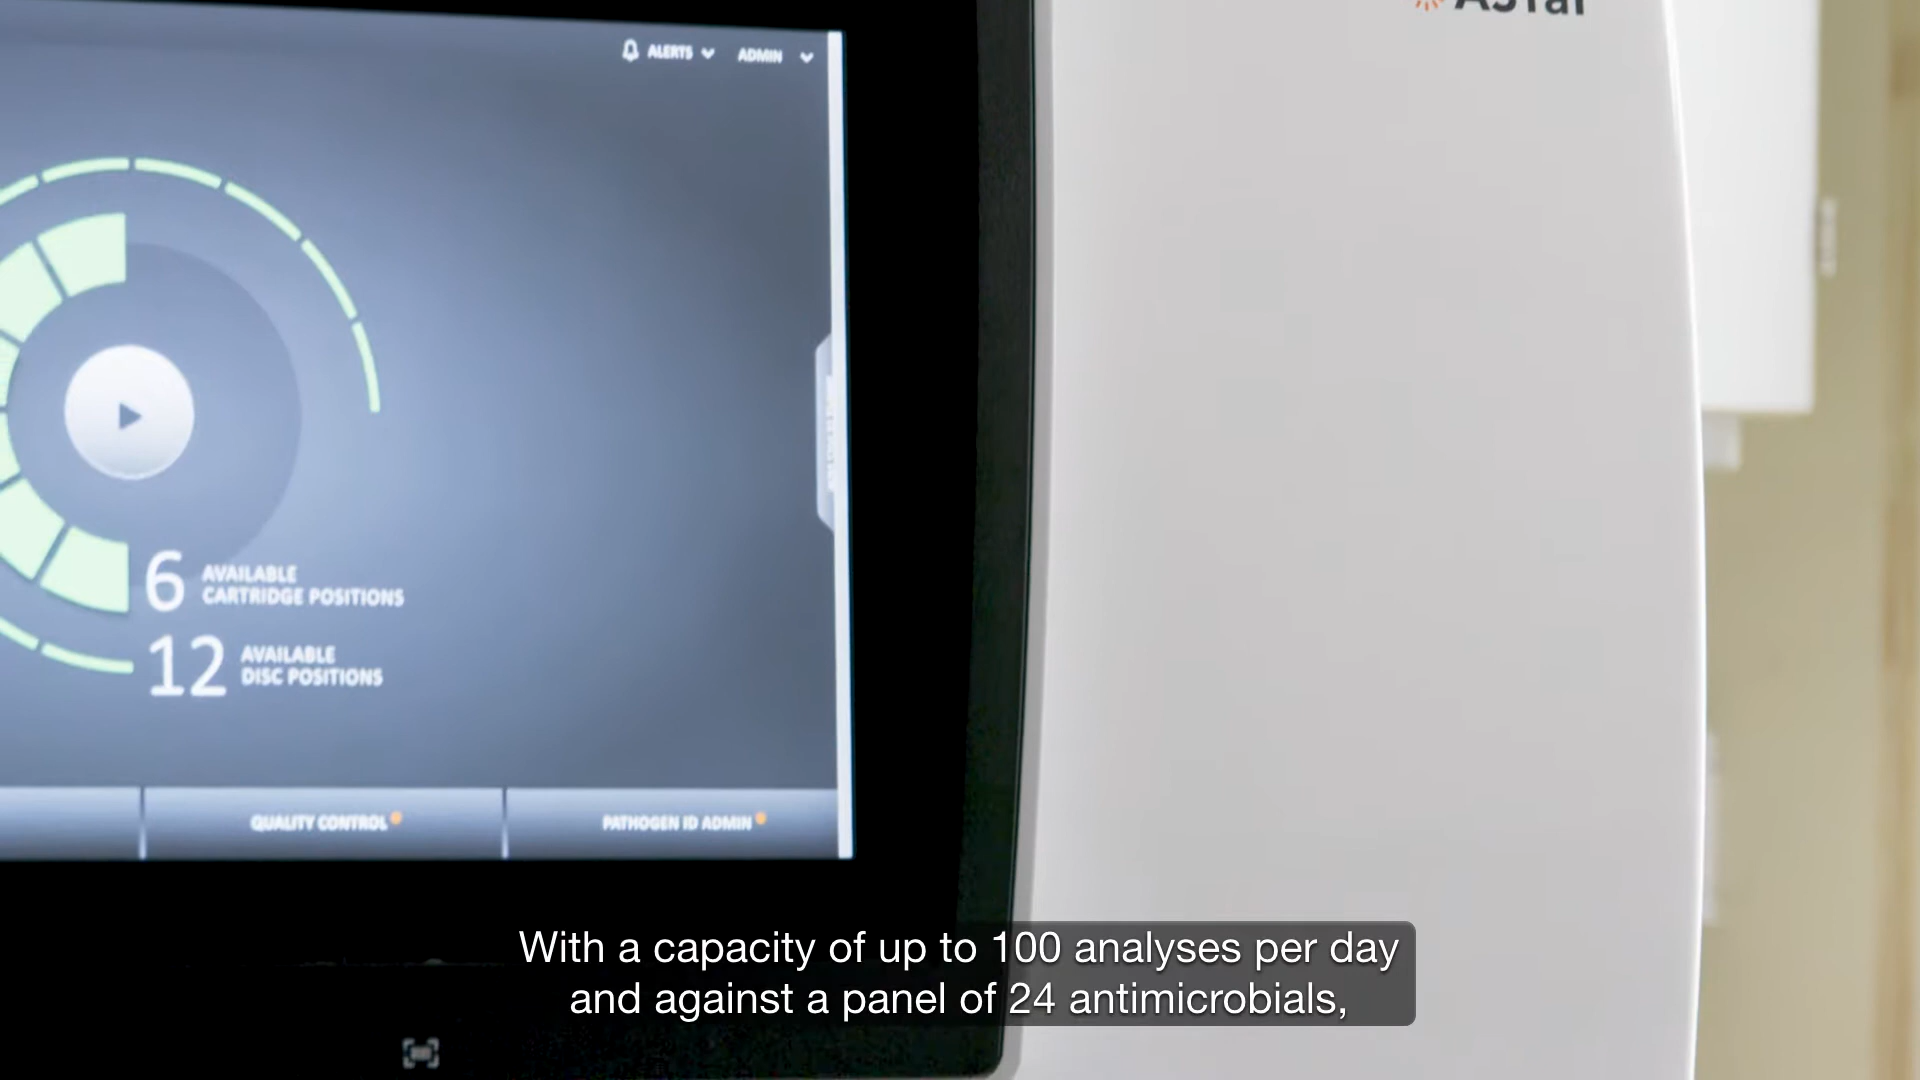 ASTar
ALERTS
ADMIN
6 AVAILABLE
CARTRIDGE POSITIONS
12 AVAILABLE
DISC POSITIONS
QUALITY CONTROL
PATHOGEN ID ADMIN
With a capacity of up to 100 analyses per day
and against a panel of 24 antimicrobials,